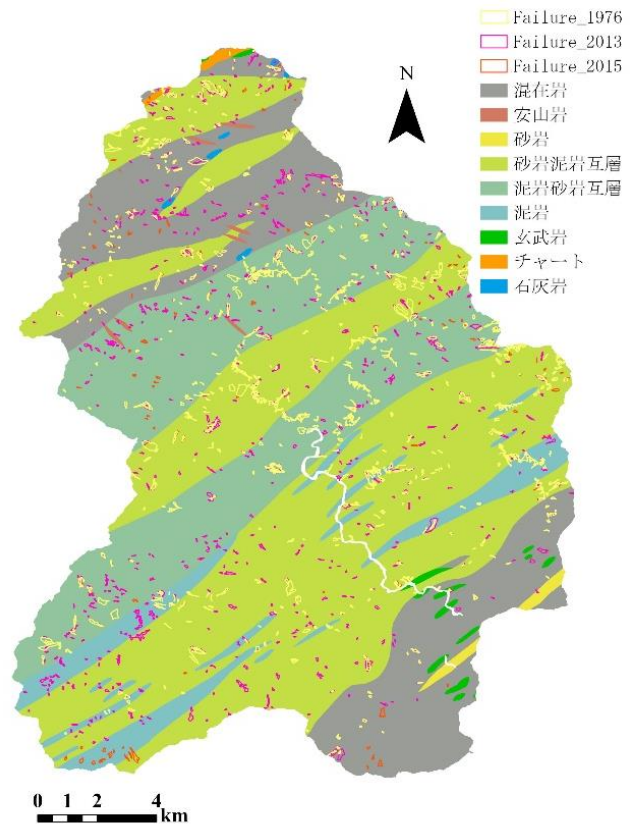 Failure_1976
Failure_2013
Failure_2015
混在岩
安山岩
砂岩
砂岩泥岩互層
泥岩砂岩互層
泥岩
玄武岩
チャート
石灰岩
N
0 1 2 4
km